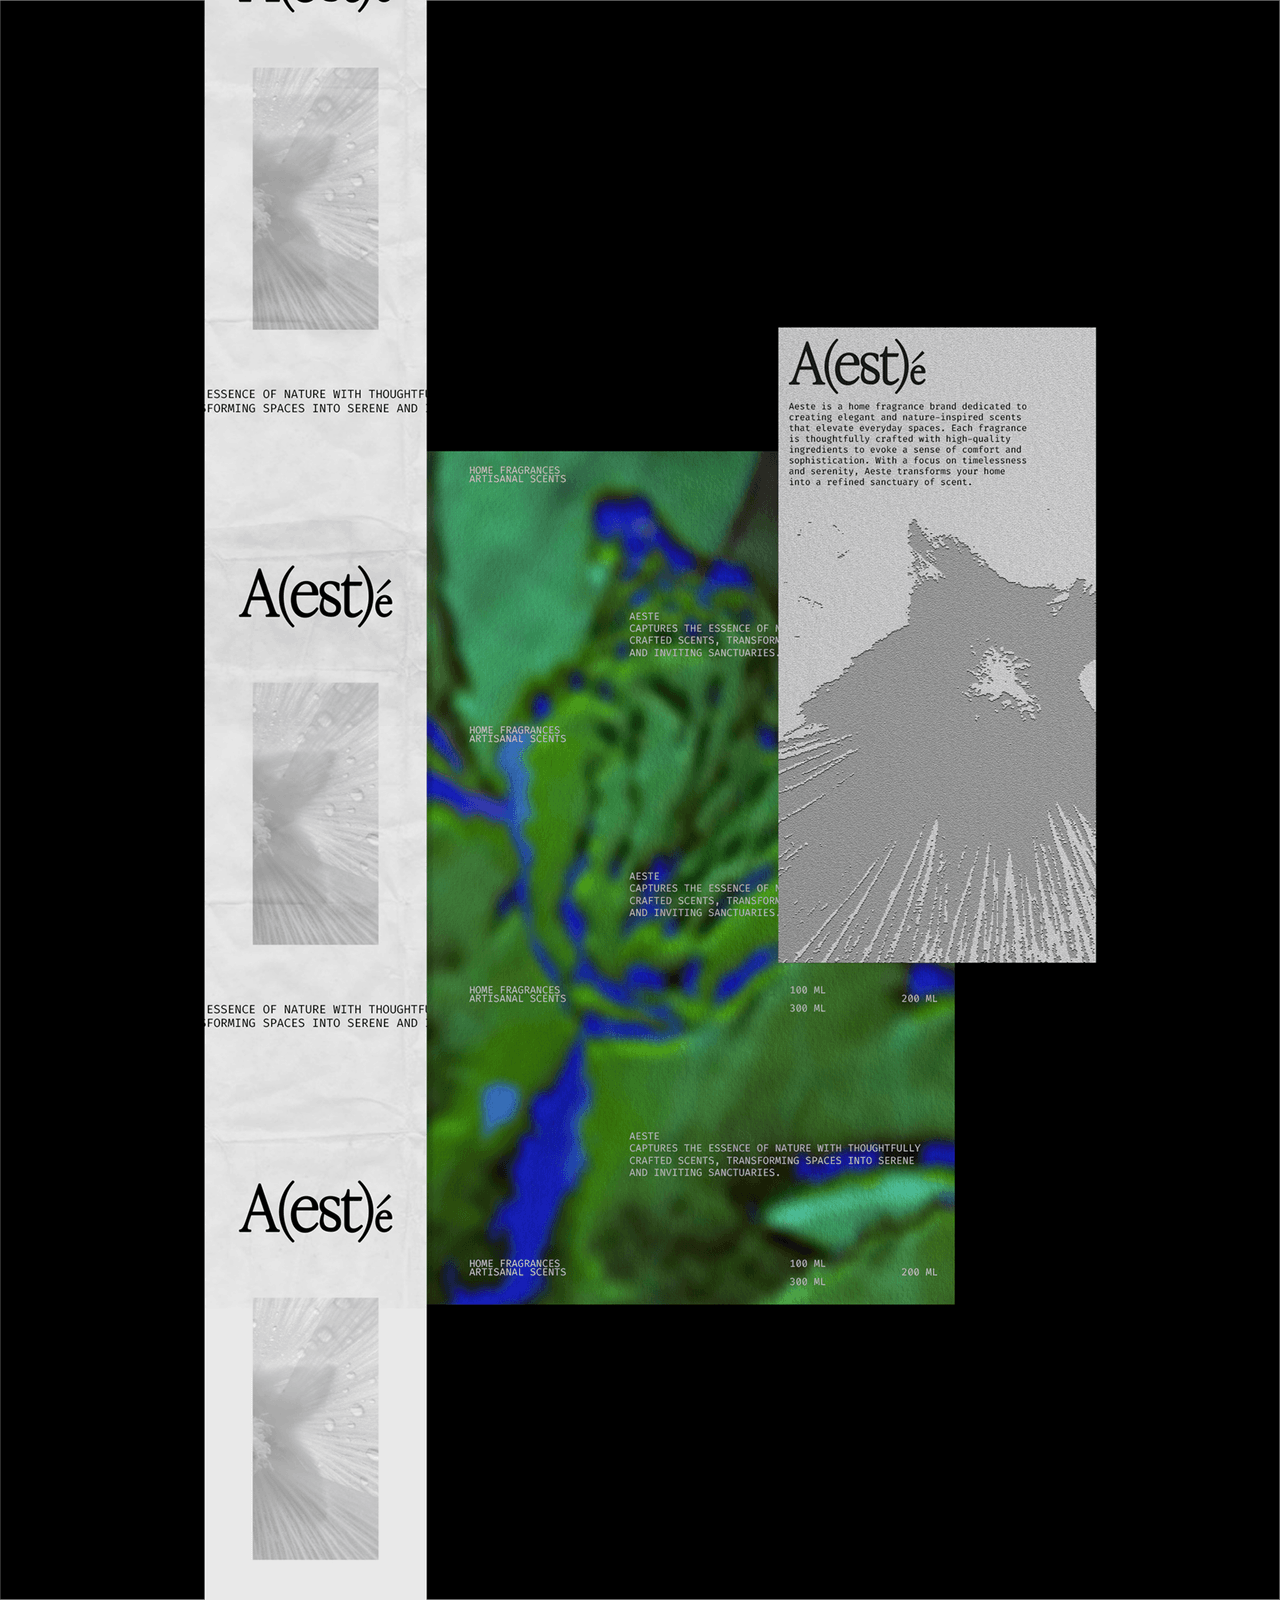 A(est)é
ESSENCE OF NATURE WITH
FORMING SPACES INTO SERENE AND
A(est)é
ESSENCE OF NATURE WITH
FORMING SPACES INTO SERENE AND
A(est)é
HOME FRAGRANCES
ARTISANAL SCENTS
AESTE
CAPTURES THE ESSENCE OF
CRAFTED SCENTS, TRANSFORM
AND INVITING SANCTUARIES.
HOME FRAGRANCES
ARTISANAL SCENTS
AESTE
CAPTURES THE ESSENCE OF
CRAFTED SCENTS, TRANSFORM
AND INVITING SANCTUARIES.
HOME FRAGRANCES
ARTISANAL SCENTS
100 ML
200 ML
300 ML
AESTE
CAPTURES THE ESSENCE OF NATURE WITH THOUGHTFULLY
CRAFTED SCENTS, TRANSFORMING SPACES INTO SERENE
AND INVITING SANCTUARIES.
HOME FRAGRANCES
ARTISANAL SCENTS
100 ML
200 ML
300 ML
A(est)é
Aeste is a home fragrance brand dedicated to
creating elegant and nature-inspired scents
that elevate everyday spaces. Each fragrance
is thoughtfully crafted with high-quality
ingredients to evoke a sense of comfort and
sophistication. With a focus on timelessness
and serenity, Aeste transforms your home
into a refined sanctuary of scent.